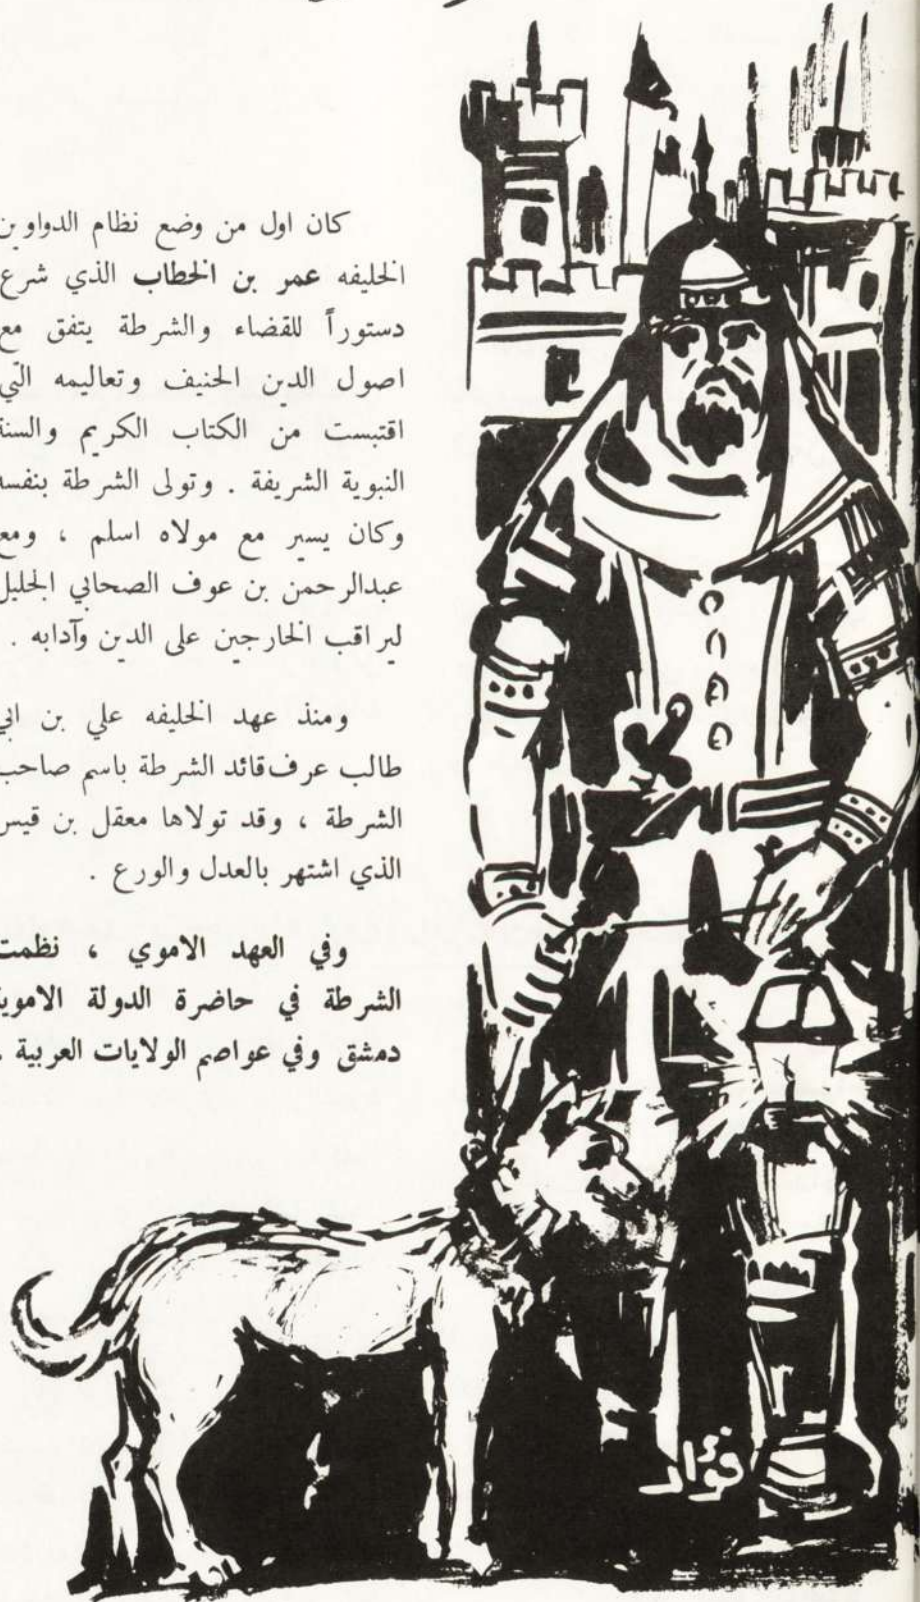 كان اول من وضع نظام الدواوين
الخليفه عمر بن الخطاب الذي شرع
دستوراً للقضاء والشرطة يتفق مع
اصول الدين الحنيف وتعاليمه التي
اقتبست من الكتاب الكريم والسنة
النبوية الشريفة . وتولى الشرطة بنفسه
وكان يسير مع مولاه اسلم ، ومع
عبدالرحمن بن عوف الصحابي الجليل
ليراقب الخارجين على الدين وآدابه .
ومنذ عهد الخليفه علي بن ابي
طالب عرف قائد الشرطة باسم صاحب
الشرطة ، وقد تولاها معقل بن قيس
الذي اشتهر بالعدل والورع .
وفي العهد الاموي ، نظمت
الشرطة في حاضرة الدولة الاموية
دمشق وفي عواصم الولايات العربية .
فؤاد